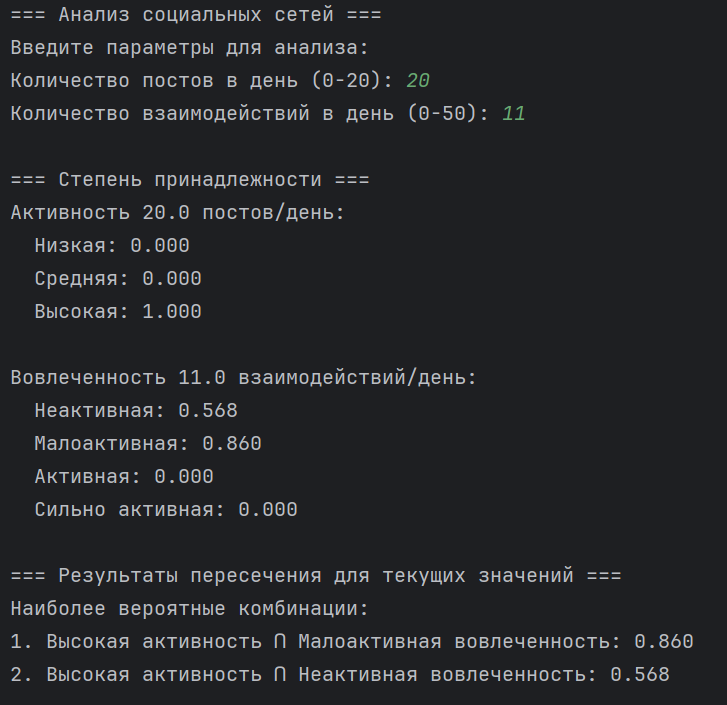 === Анализ социальных сетей ===
Введите параметры для анализа:
Количество постов в день (0-20): 20
Количество взаимодействий в день (0-50): 11
=== Степень принадлежности ===
Активность 20.0 постов/день:
Низкая: 0.000
Средняя: 0.000
Высокая: 1.000
Вовлеченность 11.0 взаимодействий/день:
Неактивная: 0.568
Малоактивная: 0.860
Активная: 0.000
Сильно активная: 0.000
=== Результаты пересечения для текущих значений ===
Наиболее вероятные комбинации:
1. Высокая активность ∩ Малоактивная вовлеченность: 0.860
2. Высокая активность ∩ Неактивная вовлеченность: 0.568